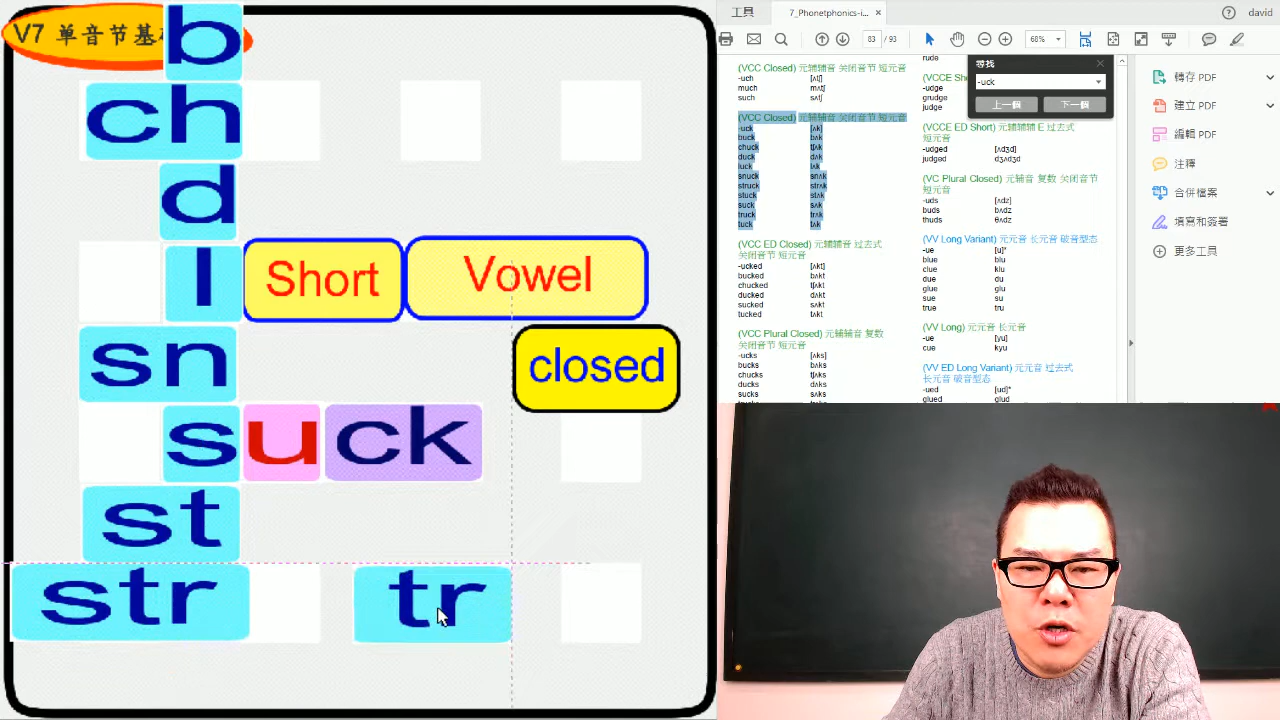 V7 单音节基
b
ch
d
l
Short
Vowel
closed
sn
s
u
ck
st
str
tr
工具
7_Phonetphonics-i...
×
david
83 / 93
68%
(VCC Closed) 元辅辅音 关闭音节 短元音
-uch [ʌtʃ]
much mʌtʃ
such sʌtʃ
(VCC Closed) 元辅辅音 关闭音节 短元音
-uck [ʌk]
buck bʌk
chuck tʃʌk
duck dʌk
luck lʌk
snuck snʌk
struck strʌk
stuck stʌk
suck sʌk
truck trʌk
tuck tʌk
(VCC ED Closed) 元辅辅音 过去式
关闭音节 短元音
-ucked [ʌkt]
bucked bʌkt
chucked tʃʌkt
ducked dʌkt
sucked sʌkt
tucked tʌkt
(VCC Plural Closed) 元辅辅音 复数
关闭音节 短元音
-ucks [ʌks]
bucks bʌks
chucks tʃʌks
ducks dʌks
sucks sʌks
rude
(VCCE Sh
-udge
grudge
judge
(VCCE ED Short) 元辅辅辅 E 过去式
短元音
-udged [ʌdʒd]
judged dʒʌdʒd
(VC Plural Closed) 元辅音 复数 关闭音节
短元音
-uds [ʌdz]
buds bʌdz
thuds θʌdz
(VV Long Variant) 元元音 长元音 破音型态
-ue [u]*
blue blu
clue klu
due du
glue glu
sue su
true tru
(VV Long) 元元音 长元音
-ue [yu]
cue kyu
(VV ED Long Variant) 元元音 过去式
长元音 破音型态
-ued [ud]*
glued glud
尋找
-uck
上一個
下一個
轉存 PDF
建立 PDF
編輯 PDF
注釋
合併檔案
填寫和簽署
更多工具